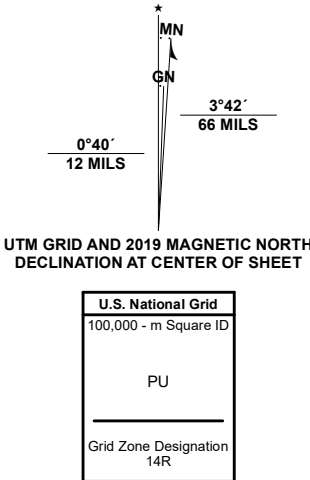 ★
MN
GN
3°42´
66 MILS
0°40´
12 MILS
UTM GRID AND 2019 MAGNETIC NORTH
DECLINATION AT CENTER OF SHEET
U.S. National Grid
100,000 - m Square ID
PU
Grid Zone Designation
14R